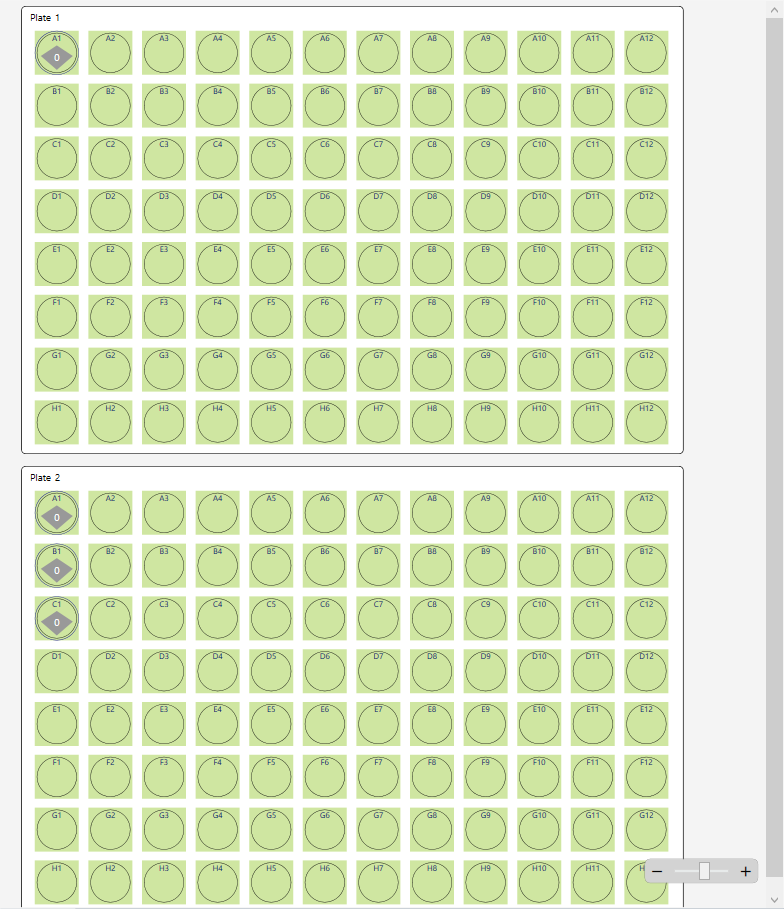 Plate 1
A1 A2 A3 A4 A5 A6 A7 A8 A9 A10 A11 A12
0
B1 B2 B3 B4 B5 B6 B7 B8 B9 B10 B11 B12
C1 C2 C3 C4 C5 C6 C7 C8 C9 C10 C11 C12
D1 D2 D3 D4 D5 D6 D7 D8 D9 D10 D11 D12
E1 E2 E3 E4 E5 E6 E7 E8 E9 E10 E11 E12
F1 F2 F3 F4 F5 F6 F7 F8 F9 F10 F11 F12
G1 G2 G3 G4 G5 G6 G7 G8 G9 G10 G11 G12
H1 H2 H3 H4 H5 H6 H7 H8 H9 H10 H11 H12
Plate 2
A1 A2 A3 A4 A5 A6 A7 A8 A9 A10 A11 A12
0
B1 B2 B3 B4 B5 B6 B7 B8 B9 B10 B11 B12
0
C1 C2 C3 C4 C5 C6 C7 C8 C9 C10 C11 C12
0
D1 D2 D3 D4 D5 D6 D7 D8 D9 D10 D11 D12
E1 E2 E3 E4 E5 E6 E7 E8 E9 E10 E11 E12
F1 F2 F3 F4 F5 F6 F7 F8 F9 F10 F11 F12
G1 G2 G3 G4 G5 G6 G7 G8 G9 G10 G11 G12
H1 H2 H3 H4 H5 H6 H7 H8 H9 H10 H11